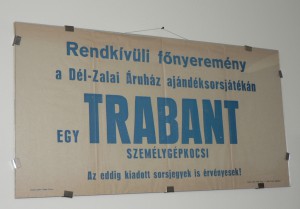 Rendkívüli főnyeremény
a Dél-Zalai Áruház ajándéksorsjátékán
EGY TRABANT
SZEMÉLYGÉPKOCSI
Az eddig kiadott sorsjegyek is érvényesek!